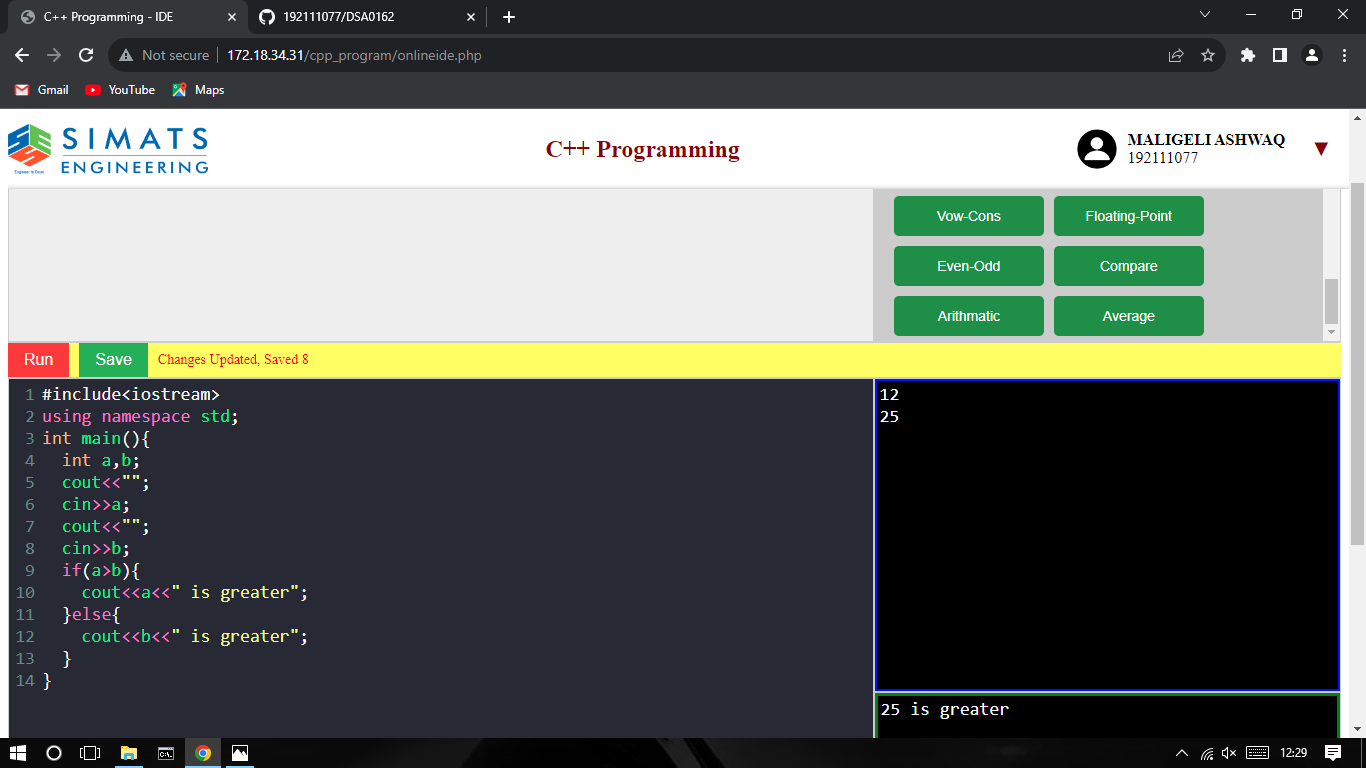 C++ Programming - IDE
192111077/DSA0162
Not secure 172.18.34.31/cpp_program/onlineide.php
Gmail YouTube Maps
SIMATS
ENGINEERING
C++ Programming
MALIGELI ASHWAQ
192111077
Vow-Cons Floating-Point
Even-Odd Compare
Arithmatic Average
Run Save Changes Updated, Saved 8
1 #include<iostream>
2 using namespace std;
3 int main(){
4 int a,b;
5 cout<<"";
6 cin>>a;
7 cout<<"";
8 cin>>b;
9 if(a>b){
10 cout<<a<<" is greater";
11 }else{
12 cout<<b<<" is greater";
13 }
14 }
12
25
25 is greater
12:29